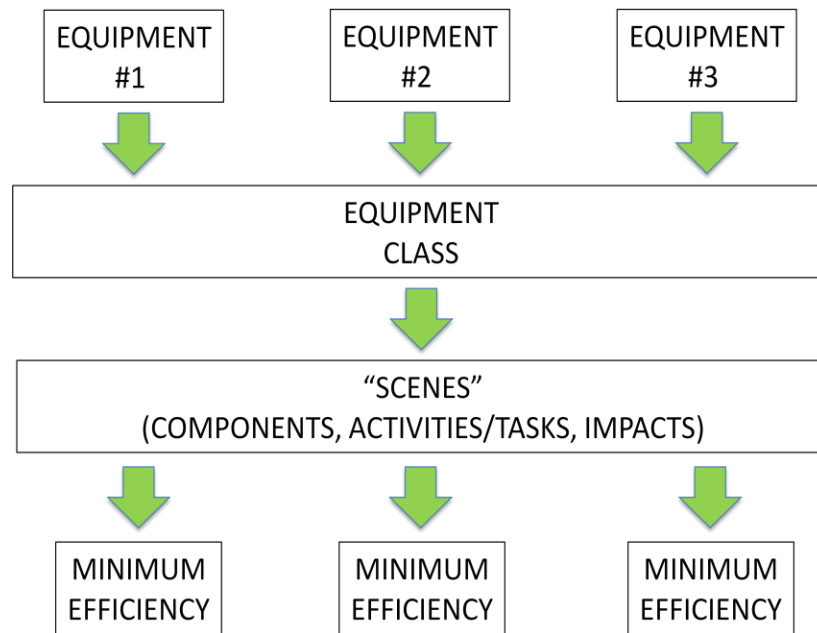 EQUIPMENT
#1
EQUIPMENT
#2
EQUIPMENT
#3
EQUIPMENT
CLASS
“SCENES”
(COMPONENTS, ACTIVITIES/TASKS, IMPACTS)
MINIMUM
EFFICIENCY
MINIMUM
EFFICIENCY
MINIMUM
EFFICIENCY